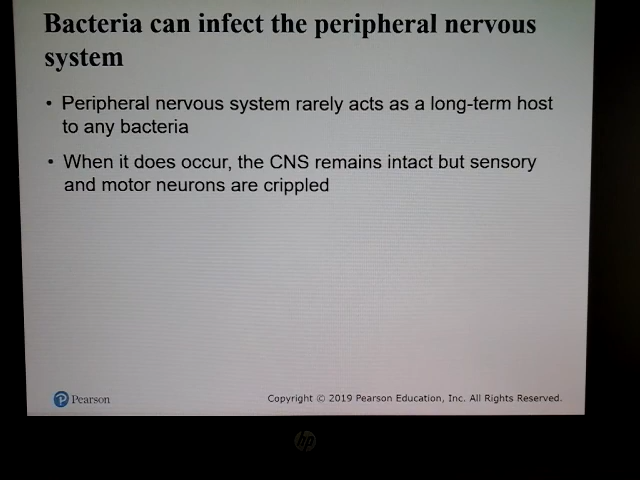 Bacteria can infect the peripheral nervous
system
• Peripheral nervous system rarely acts as a long-term host
to any bacteria
• When it does occur, the CNS remains intact but sensory
and motor neurons are crippled
P Pearson
Copyright © 2019 Pearson Education, Inc. All Rights Reserved.
hp